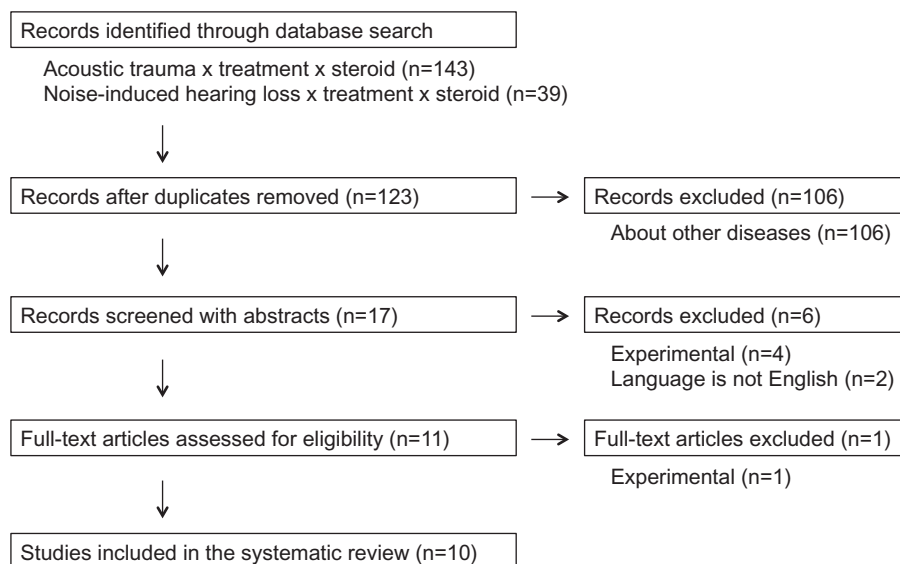 Records identified through database search
Acoustic trauma x treatment x steroid (n=143)
Noise-induced hearing loss x treatment x steroid (n=39)
Records after duplicates removed (n=123)
Records excluded (n=106)
About other diseases (n=106)
Records screened with abstracts (n=17)
Records excluded (n=6)
Experimental (n=4)
Language is not English (n=2)
Full-text articles assessed for eligibility (n=11)
Full-text articles excluded (n=1)
Experimental (n=1)
Studies included in the systematic review (n=10)